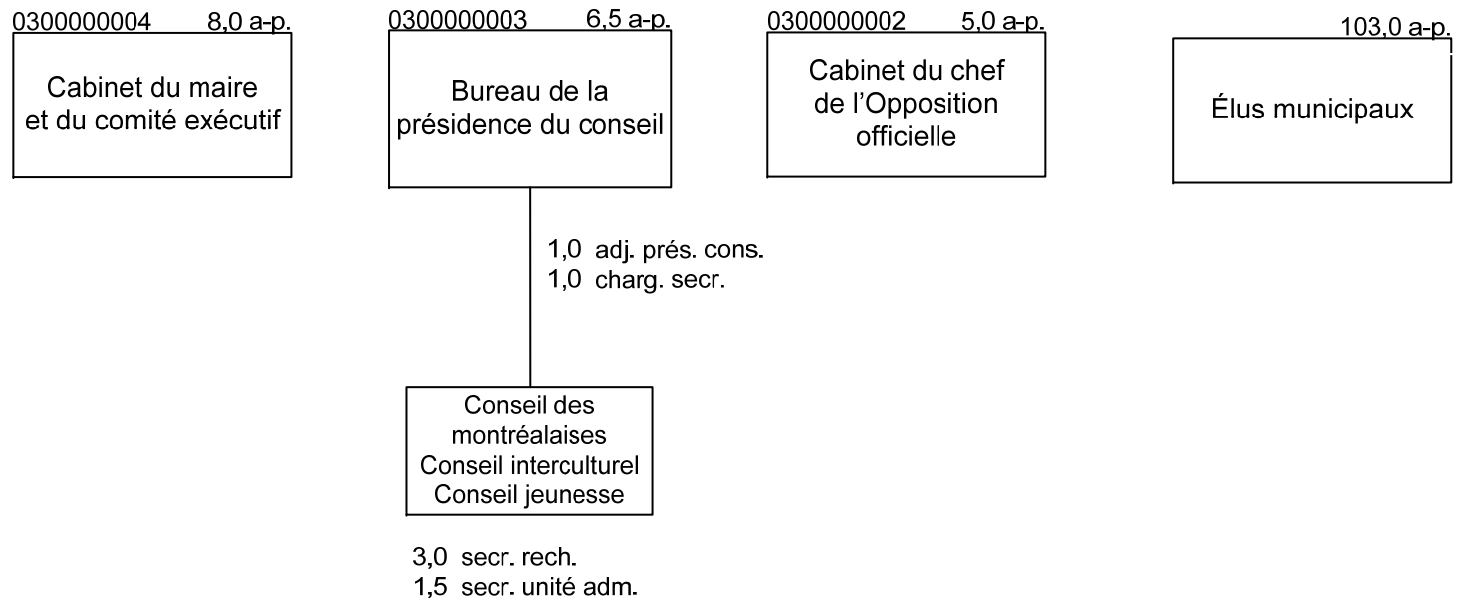 0300000004 8,0 a-p.
Cabinet du maire
et du comité exécutif
0300000003 6,5 a-p.
Bureau de la
présidence du conseil
1,0 adj. prés. cons.
1,0 charg. secr.
Conseil des
montréalaises
Conseil interculturel
Conseil jeunesse
3,0 secr. rech.
1,5 secr. unité adm.
0300000002 5,0 a-p.
Cabinet du chef
de l’Opposition
officielle
103,0 a-p.
Élus municipaux